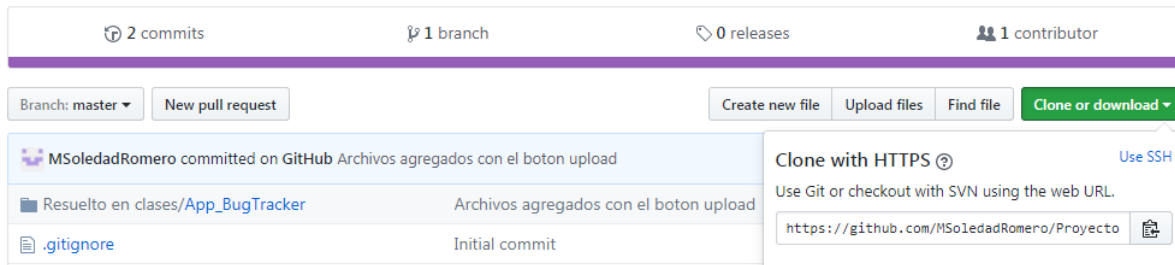 2 commits 1 branch 0 releases 1 contributor
Branch: master New pull request Create new file Upload files Find file Clone or download
MSoledadRomero committed on GitHub Archivos agregados con el boton upload
Clone with HTTPS Use SSH
Use Git or checkout with SVN using the web URL.
Resuelto en clases/App_BugTracker Archivos agregados con el boton upload
https://github.com/MSoledadRomero/Proyecto
.gitignore Initial commit